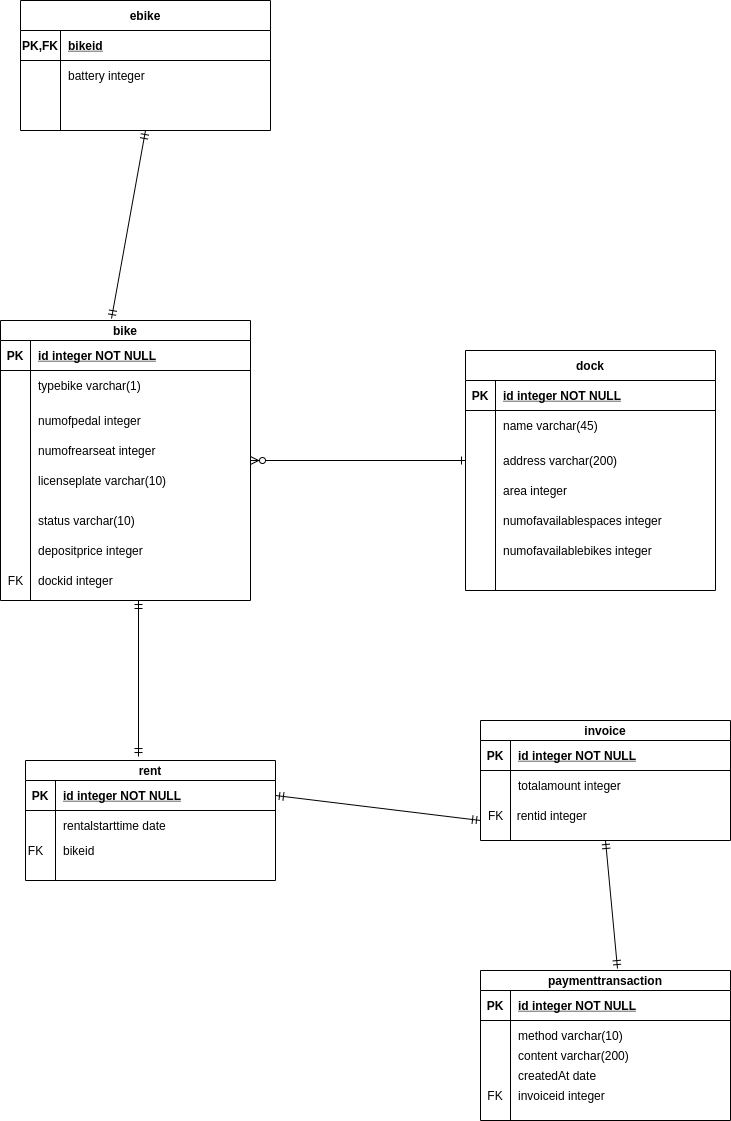 ebike
PK,FK bikeid
battery integer
bike
PK id integer NOT NULL
typebike varchar(1)
numofpedal integer
numofrearseat integer
licenseplate varchar(10)
status varchar(10)
depositprice integer
FK dockid integer
dock
PK id integer NOT NULL
name varchar(45)
address varchar(200)
area integer
numofavailablespaces integer
numofavailablebikes integer
rent
PK id integer NOT NULL
rentalstarttime date
FK bikeid
invoice
PK id integer NOT NULL
totalamount integer
FK rentid integer
paymenttransaction
PK id integer NOT NULL
method varchar(10)
content varchar(200)
createdAt date
FK invoiceid integer